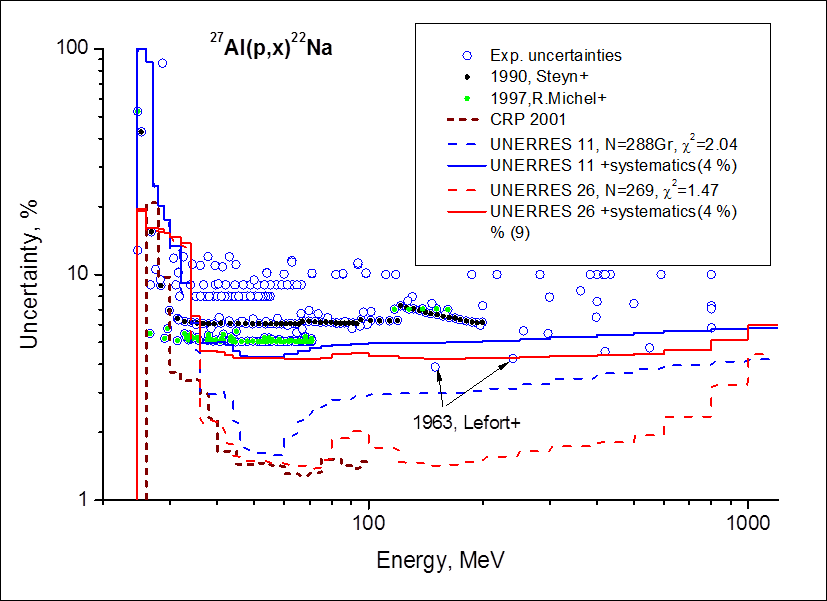 ²⁷Al(p,x)²²Na
Exp. uncertainties
1990, Steyn+
1997,R.Michel+
CRP 2001
UNERRES 11, N=288Gr, χ²=2.04
UNERRES 11 +systematics(4 %)
UNERRES 26, N=269, χ²=1.47
UNERRES 26 +systematics(4 %)
% (9)
Uncertainty, %
100
10
1
1963, Lefort+
100
1000
Energy, MeV